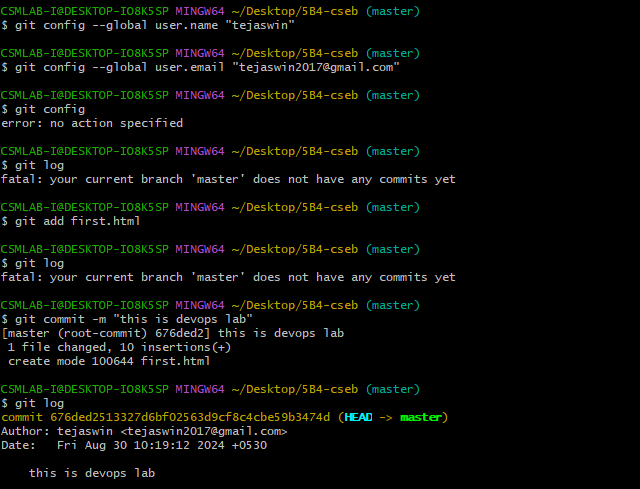 CSMLAB-I@DESKTOP-IO8K5SP MINGW64 ~/Desktop/5B4-cseb (master)
$ git config --global user.name "tejaswin"
CSMLAB-I@DESKTOP-IO8K5SP MINGW64 ~/Desktop/5B4-cseb (master)
$ git config --global user.email "tejaswin2017@gmail.com"
CSMLAB-I@DESKTOP-IO8K5SP MINGW64 ~/Desktop/5B4-cseb (master)
$ git config
error: no action specified
CSMLAB-I@DESKTOP-IO8K5SP MINGW64 ~/Desktop/5B4-cseb (master)
$ git log
fatal: your current branch 'master' does not have any commits yet
CSMLAB-I@DESKTOP-IO8K5SP MINGW64 ~/Desktop/5B4-cseb (master)
$ git add first.html
CSMLAB-I@DESKTOP-IO8K5SP MINGW64 ~/Desktop/5B4-cseb (master)
$ git log
fatal: your current branch 'master' does not have any commits yet
CSMLAB-I@DESKTOP-IO8K5SP MINGW64 ~/Desktop/5B4-cseb (master)
$ git commit -m "this is devops lab"
[master (root-commit) 676ded2] this is devops lab
 1 file changed, 10 insertions(+)
 create mode 100644 first.html
CSMLAB-I@DESKTOP-IO8K5SP MINGW64 ~/Desktop/5B4-cseb (master)
$ git log
commit 676ded2513327d6bf02563d9cf8c4cbe59b3474d (HEAD -> master)
Author: tejaswin <tejaswin2017@gmail.com>
Date:   Fri Aug 30 10:19:12 2024 +0530
    this is devops lab